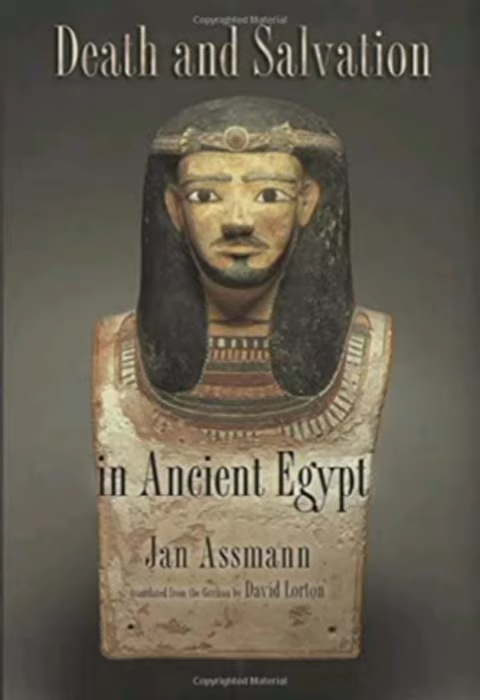 Copyrighted Material
Death and Salvation
in Ancient Egypt
Jan Assmann
translated from the German by David Lorton
Copyrighted Material